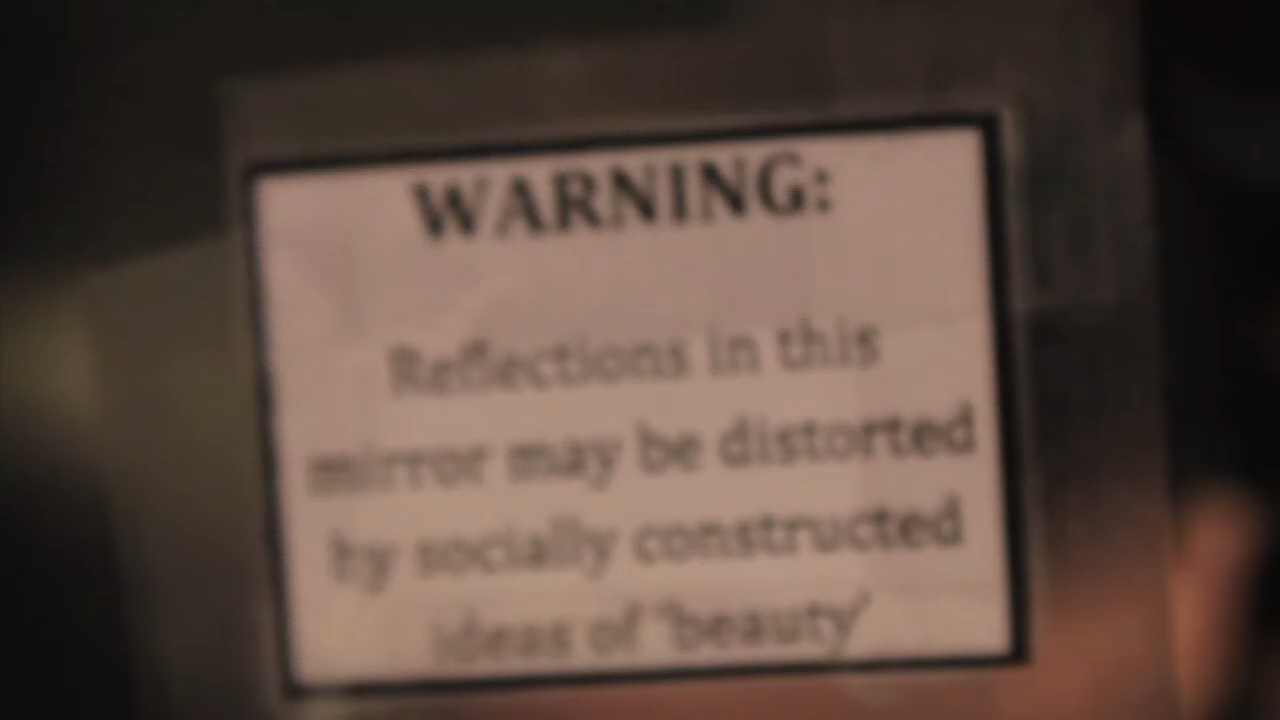 WARNING:
Reflections in this
mirror may be distorted
by socially constructed
ideas of 'beauty'